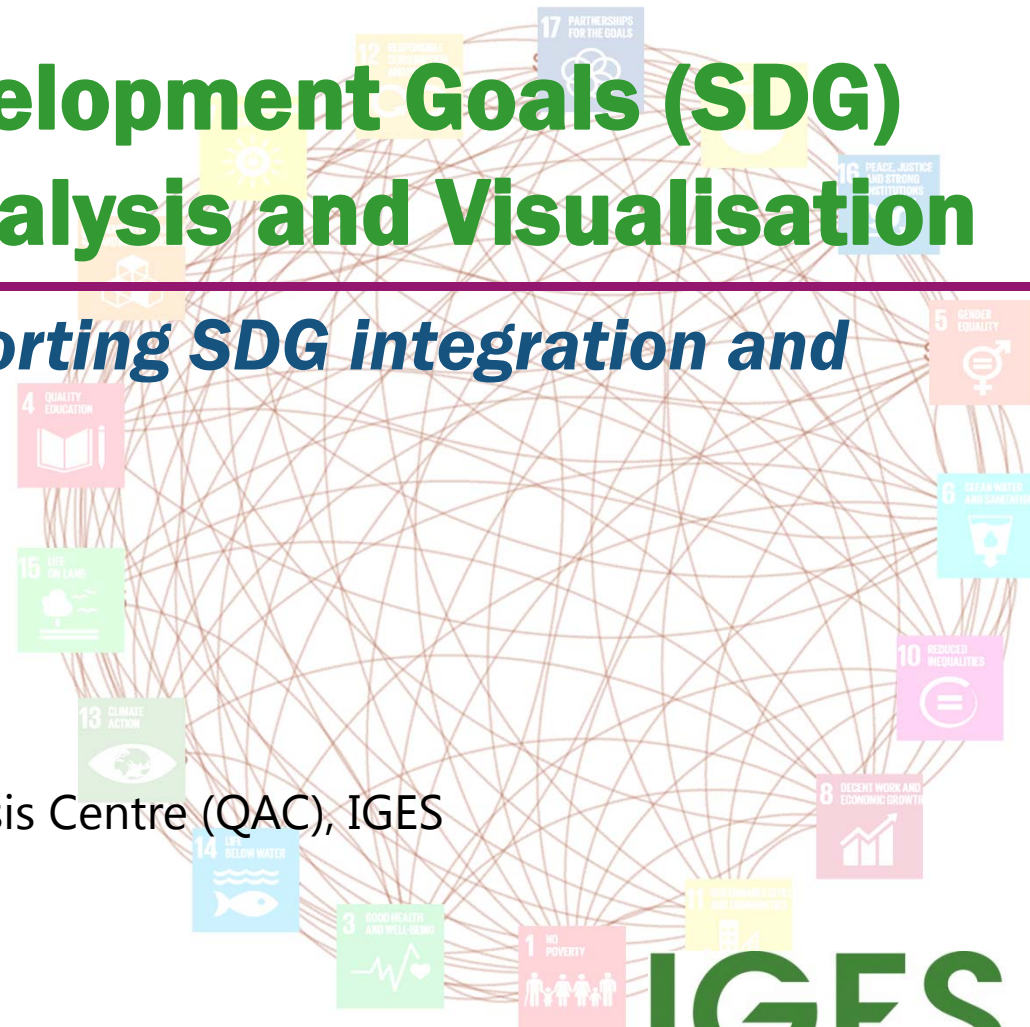 17 PARTNERSHIPS
FOR THE GOALS
12 RESPONSIBLE
elopment Goals (SDG)
16 PEACE, JUSTICE
AND STRONG
INSTITUTIONS
alysis and Visualisation
5 GENDER
EQUALITY
orting SDG integration and
4 QUALITY
EDUCATION
6 CLEAN WATER
AND SANITATION
15 LIFE
ON LAND
10 REDUCED
INEQUALITIES
13 CLIMATE
ACTION
8 DECENT WORK AND
ECONOMIC GROWTH
sis Centre (QAC), IGES
14 LIFE
BELOW WATER
11
3 GOOD HEALTH
AND WELL-BEING
1 NO
POVERTY
IGES